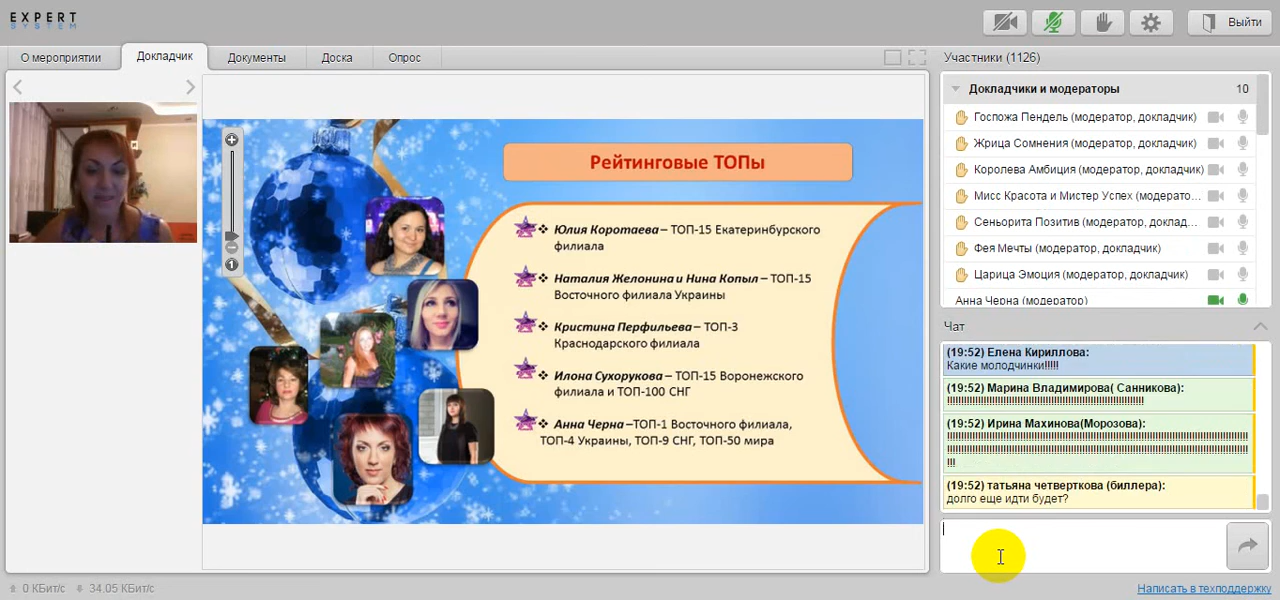 EXPERT
SYSTEM
Выйти
О мероприятии
Докладчик
Документы
Доска
Опрос
Участники (1126)
Докладчики и модераторы 10
Госпожа Пендель (модератор, докладчик)
Жрица Сомнения (модератор, докладчик)
Королева Амбиция (модератор, докладчик)
Мисс Красота и Мистер Успех (модерато...
Сеньорита Позитив (модератор, доклад...
Фея Мечты (модератор, докладчик)
Царица Эмоция (модератор, докладчик)
Анна Черна (модератор)
Рейтинговые ТОПы
Юлия Коротаева – ТОП-15 Екатеринбурского
филиала
Наталия Желонина и Нина Копыл – ТОП-15
Восточного филиала Украины
Кристина Перфильева – ТОП-3
Краснодарского филиала
Илона Сухорукова – ТОП-15 Воронежского
филиала и ТОП-100 СНГ
Анна Черна –ТОП-1 Восточного филиала,
ТОП-4 Украины, ТОП-9 СНГ, ТОП-50 мира
1
Чат
(19:52) Елена Кириллова:
Какие молодчинки!!!!!
(19:52) Марина Владимирова( Санникова):
(19:52) Ирина Махинова(Морозова):
!!!
(19:52) татьяна четверткова (биллера):
долго еще идти будет?
0 КБит/с 34.05 КБит/с
Написать в техподдержку